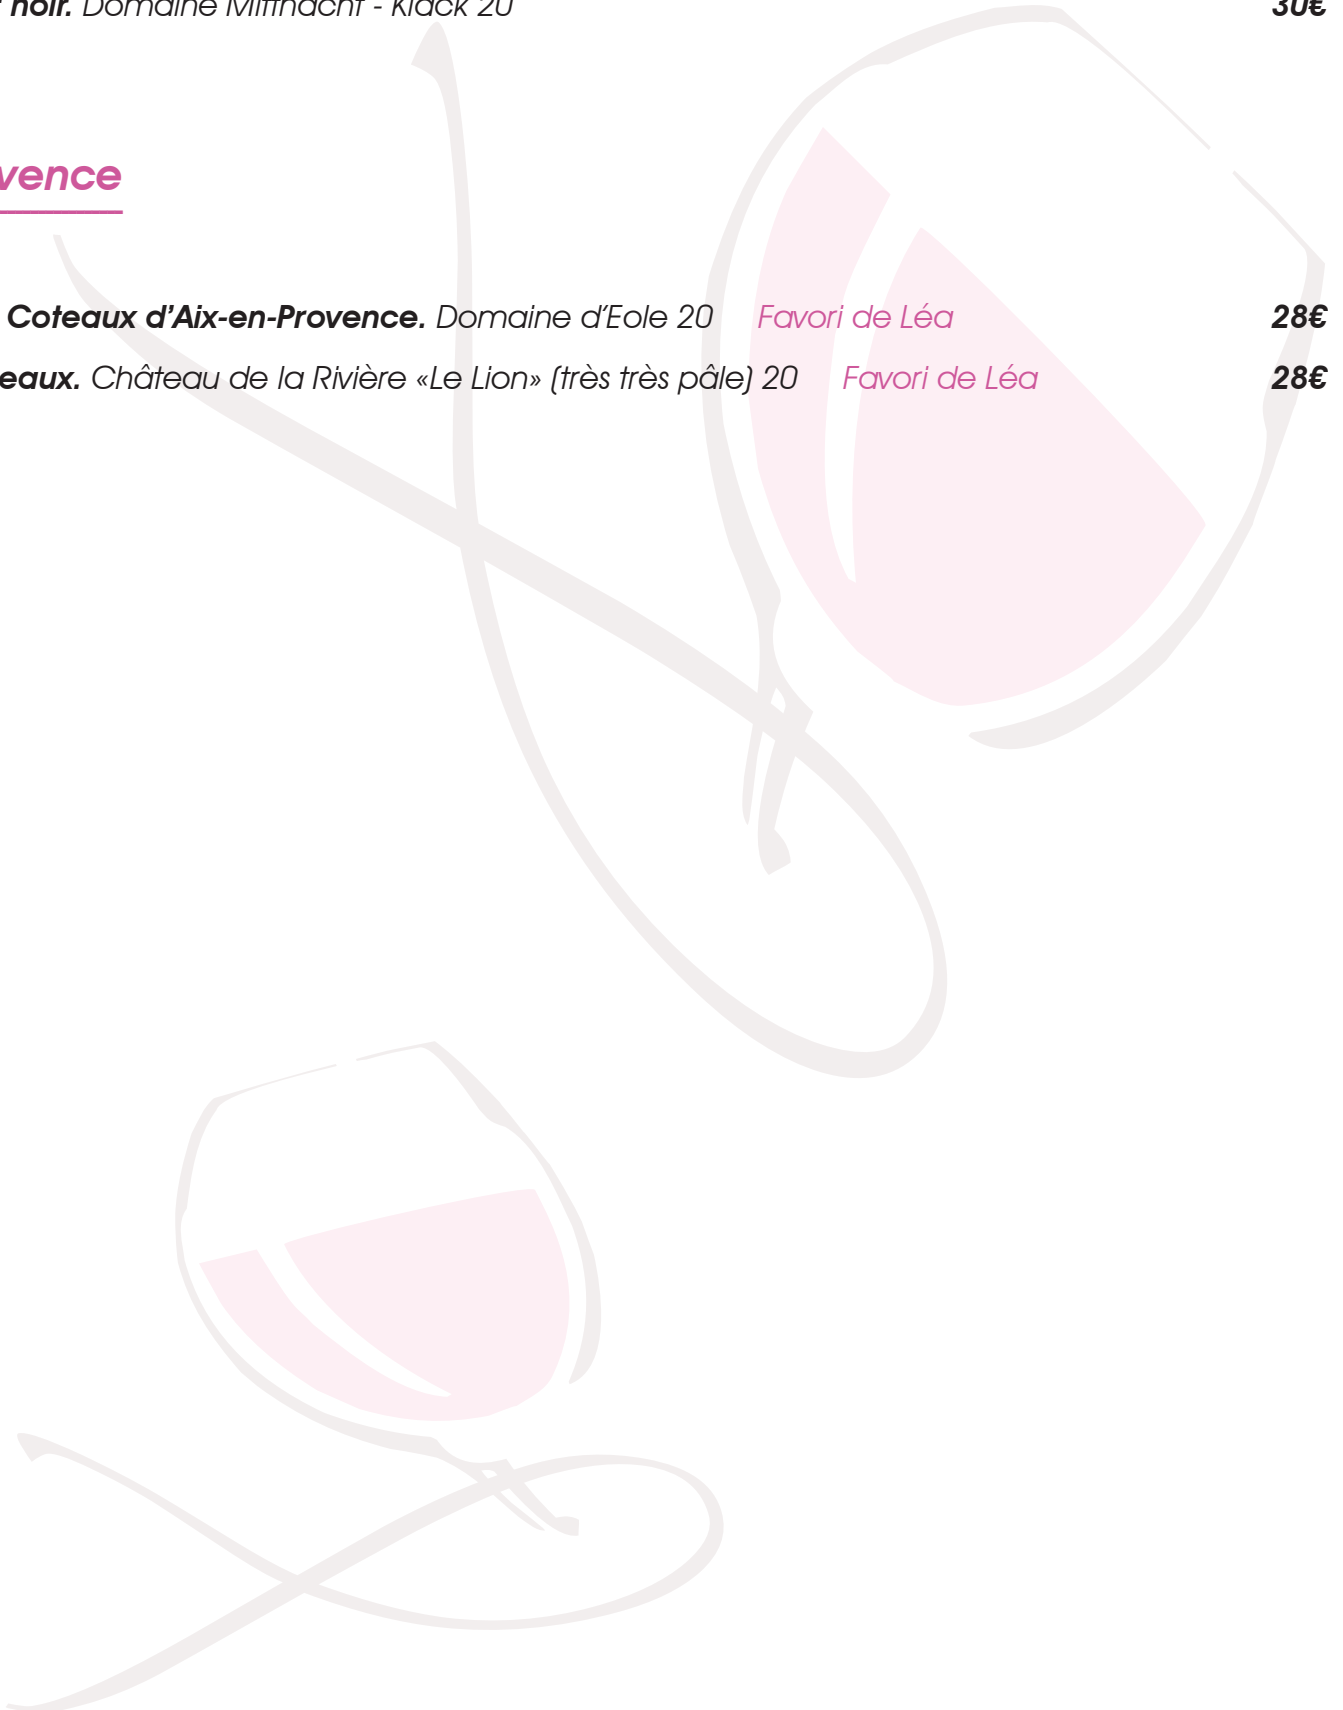 noir. Domaine Mittnacht - Klack 20 30€
vence
Coteaux d'Aix-en-Provence. Domaine d'Eole 20 Favori de Léa 28€
eaux. Château de la Rivière «Le Lion» (très très pâle) 20 Favori de Léa 28€